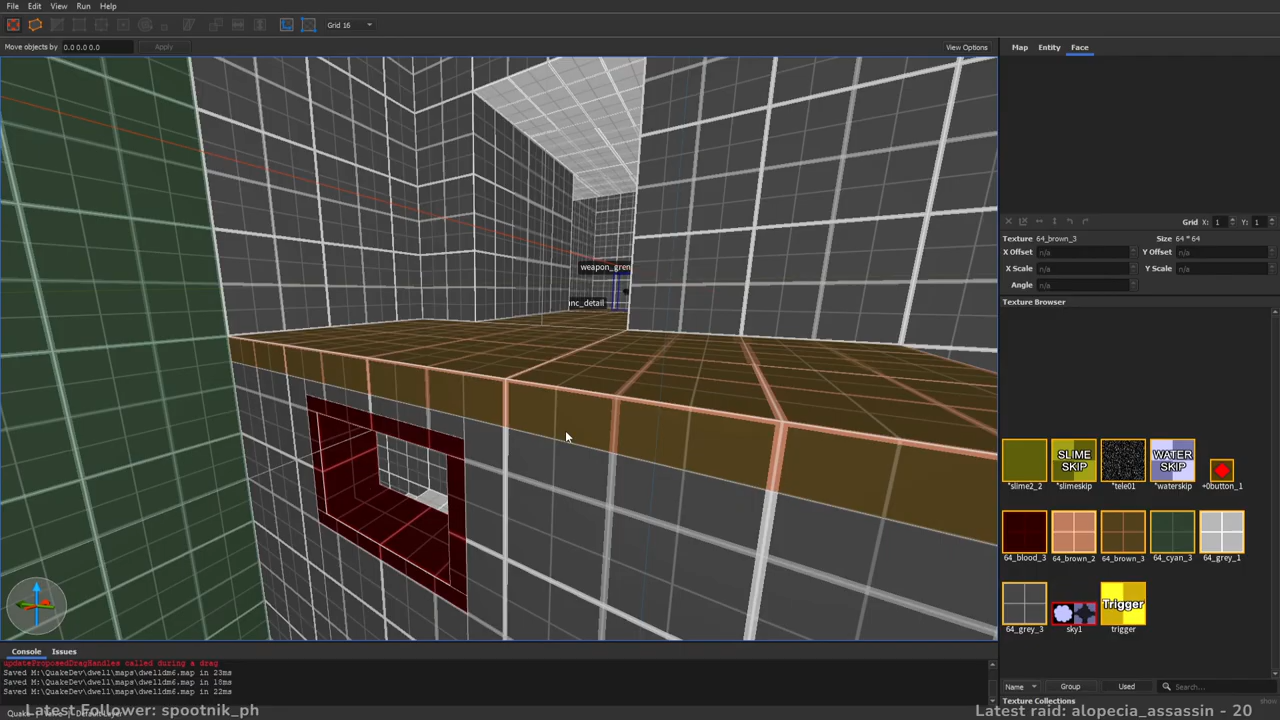 File Edit View Run Help
Grid 16
Move objects by 0.0 0.0 0.0 Apply View Options
Map Entity Face
weapon_gren
unc_detail
Grid X: 1 Y: 1
Texture 64_brown_3 Size 64 * 64
X Offset n/a Y Offset n/a
X Scale n/a Y Scale n/a
Angle n/a
Texture Browser
SLIME SKIP
WATER SKIP
*slime2_2 *slimeskip *tele01 *waterskip +0button_1
64_blood_3 64_brown_2 64_brown_3 64_cyan_3 64_grey_1
Trigger
64_grey_3 sky1 trigger
Console Issues
updateProposedDragHandles called during a drag
Saved M:\QuakeDev\dwell\maps\dwelldm6.map in 23ms
Saved M:\QuakeDev\dwell\maps\dwelldm6.map in 18ms
Saved M:\QuakeDev\dwell\maps\dwelldm6.map in 22ms
Name Group Used Search...
Texture Collections show
Latest Follower: spootnik_ph
Latest raid: alopecia_assassin - 20